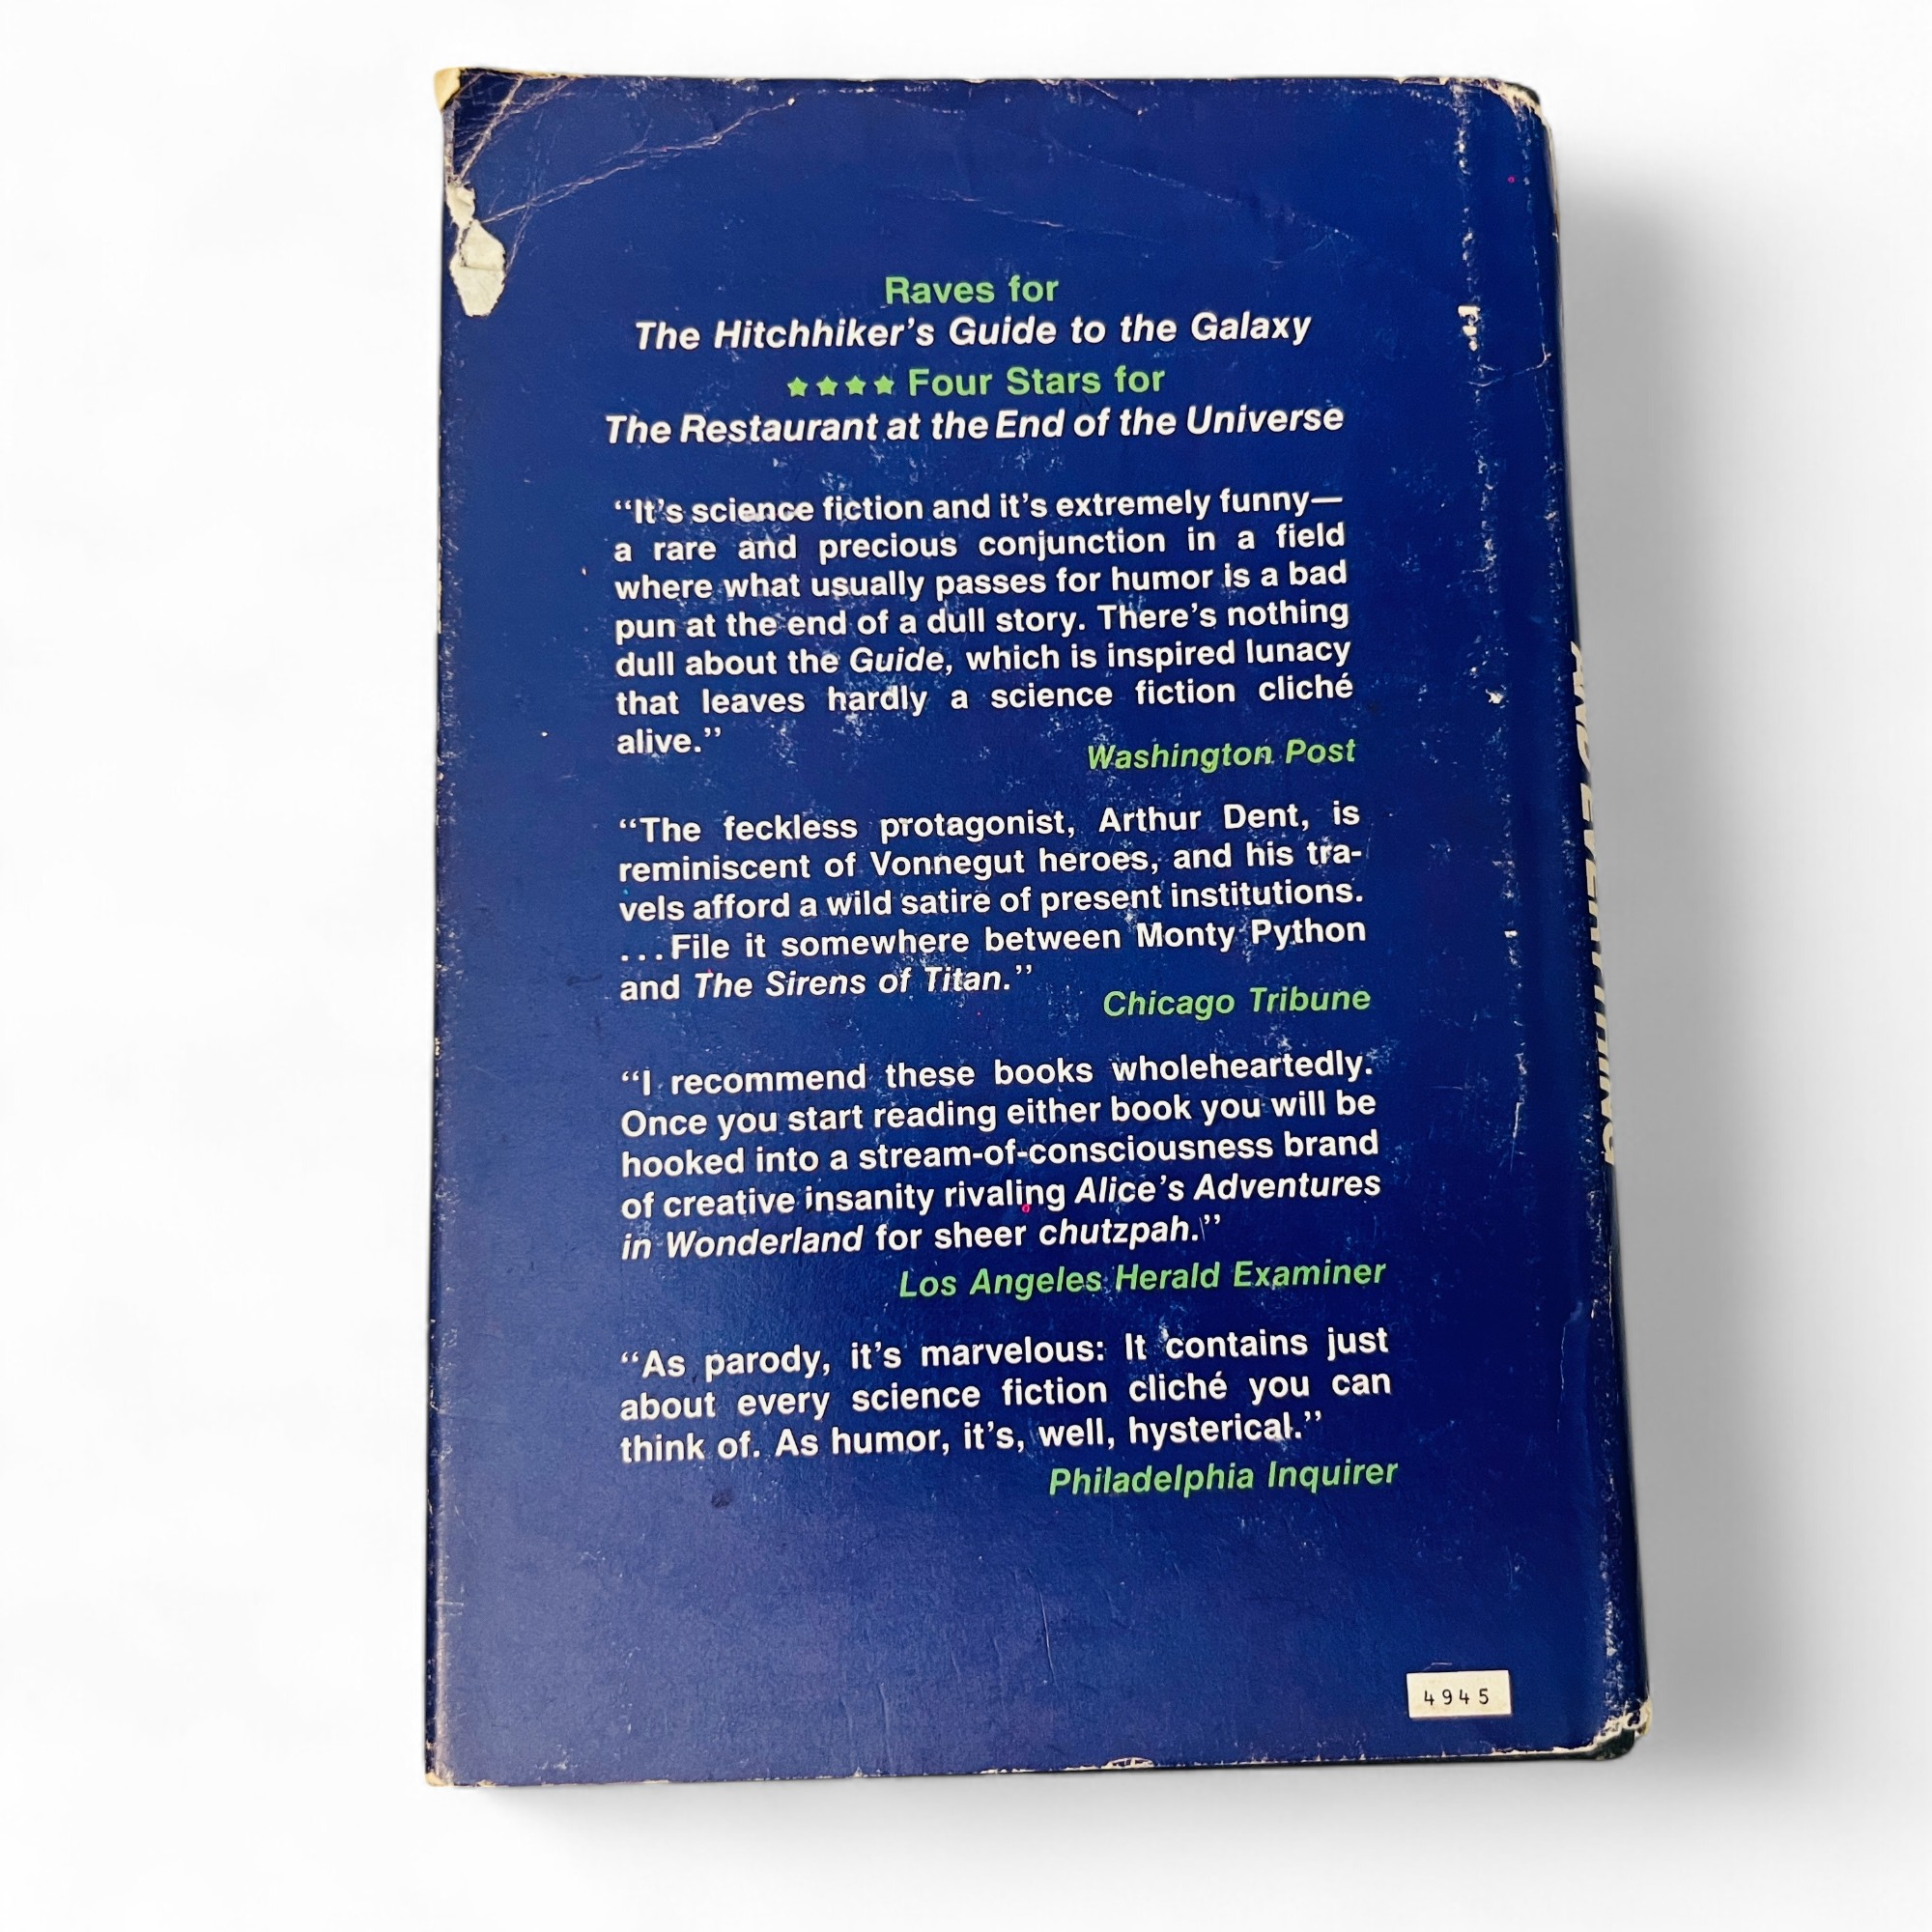 Raves for
The Hitchhiker's Guide to the Galaxy
★★★★ Four Stars for
The Restaurant at the End of the Universe
“It's science fiction and it's extremely funny—
a rare and precious conjunction in a field
where what usually passes for humor is a bad
pun at the end of a dull story. There's nothing
dull about the Guide, which is inspired lunacy
that leaves hardly a science fiction cliché
alive.”
Washington Post
“The feckless protagonist, Arthur Dent, is
reminiscent of Vonnegut heroes, and his tra-
vels afford a wild satire of present institutions.
...File it somewhere between Monty Python
and The Sirens of Titan.”
Chicago Tribune
“I recommend these books wholeheartedly.
Once you start reading either book you will be
hooked into a stream-of-consciousness brand
of creative insanity rivaling Alice's Adventures
in Wonderland for sheer chutzpah.”
Los Angeles Herald Examiner
“As parody, it's marvelous: It contains just
about every science fiction cliché you can
think of. As humor, it's, well, hysterical.”
Philadelphia Inquirer
4945
AND EVERYTHING